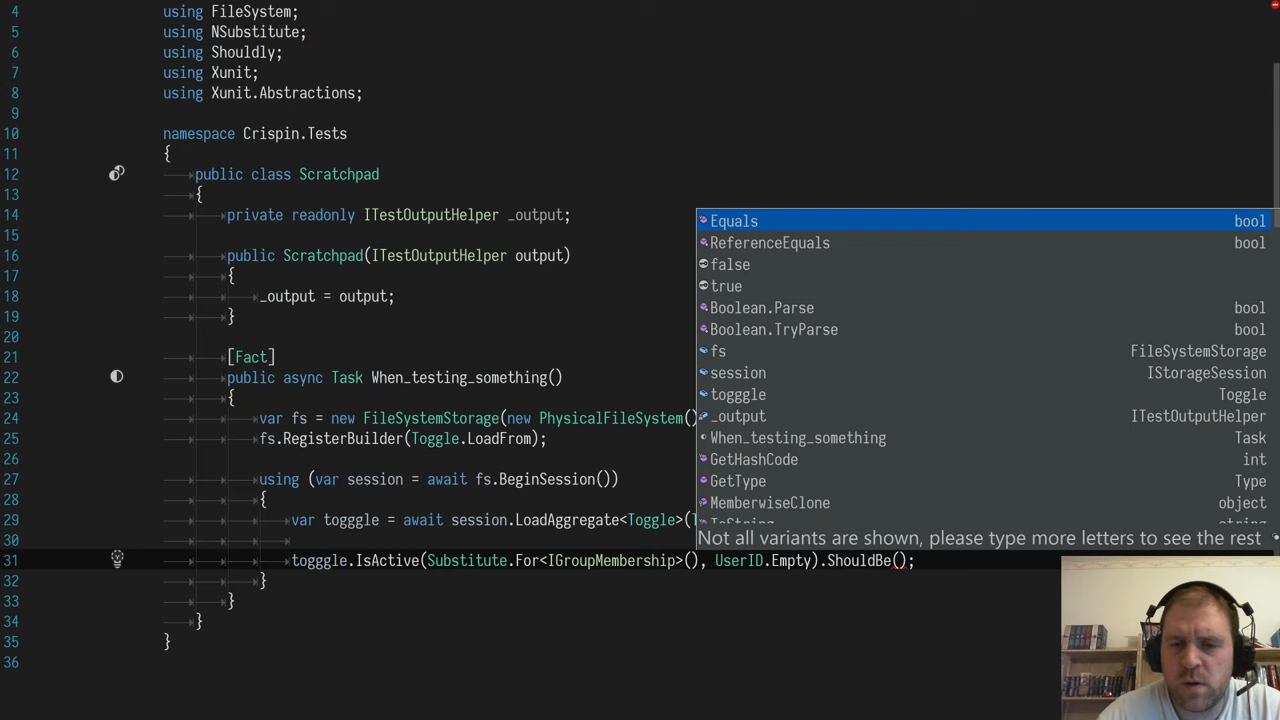 4 using FileSystem;
5 using NSubstitute;
6 using Shouldly;
7 using Xunit;
8 using Xunit.Abstractions;
9
10 namespace Crispin.Tests
11 {
12 public class Scratchpad
13 {
14 private readonly ITestOutputHelper _output;
15
16 public Scratchpad(ITestOutputHelper output)
17 {
18 _output = output;
19 }
20
21 [Fact]
22 public async Task When_testing_something()
23 {
24 var fs = new FileSystemStorage(new PhysicalFileSystem()
25 fs.RegisterBuilder(Toggle.LoadFrom);
26
27 using (var session = await fs.BeginSession())
28 {
29 var togggle = await session.LoadAggregate<Toggle>(
30
31 togggle.IsActive(Substitute.For<IGroupMembership>(), UserID.Empty).ShouldBe();
32 }
33 }
34 }
35 }
36
Equals bool
ReferenceEquals bool
false
true
Boolean.Parse bool
Boolean.TryParse bool
fs FileSystemStorage
session IStorageSession
togggle Toggle
_output ITestOutputHelper
When_testing_something Task
GetHashCode int
GetType Type
MemberwiseClone object
ToString string
Not all variants are shown, please type more letters to see the rest